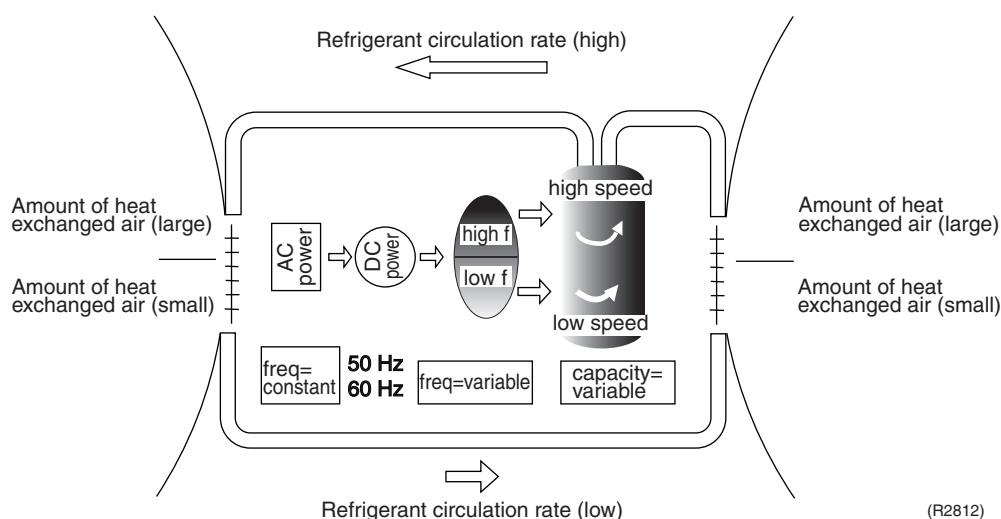 Refrigerant circulation rate (high)
high speed
Amount of heat
exchanged air (large)
Amount of heat
exchanged air (large)
AC
power
DC
power
high f
low f
Amount of heat
exchanged air (small)
Amount of heat
exchanged air (small)
low speed
freq=
constant
50 Hz
60 Hz
freq=variable
capacity=
variable
Refrigerant circulation rate (low)
(R2812)